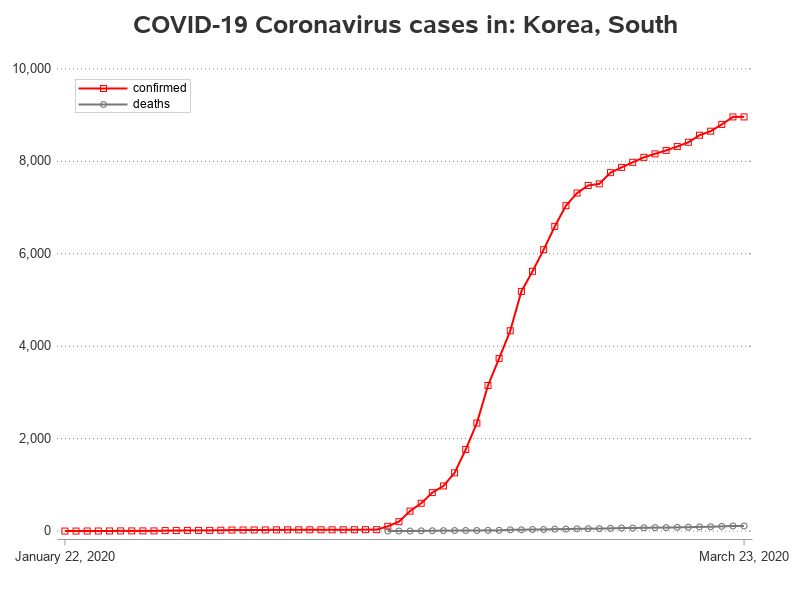 COVID-19 Coronavirus cases in: Korea, South
10,000
confirmed
deaths
8,000
6,000
4,000
2,000
0
January 22, 2020 March 23, 2020